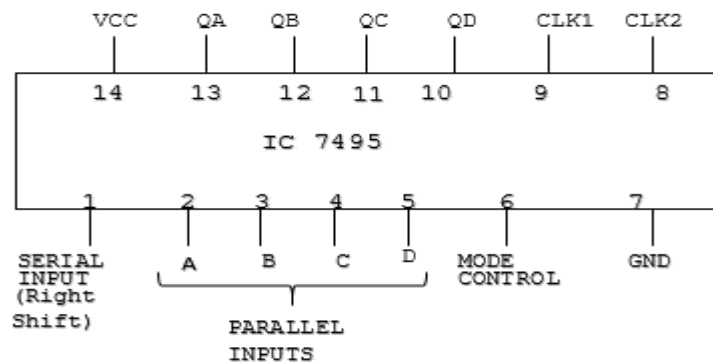 VCC QA QB QC QD CLK1 CLK2
14 13 12 11 10 9 8
IC 7495
1 2 3 4 5 6 7
SERIAL
INPUT
(Right
Shift)
A B C D
MODE
CONTROL
GND
PARALLEL
INPUTS